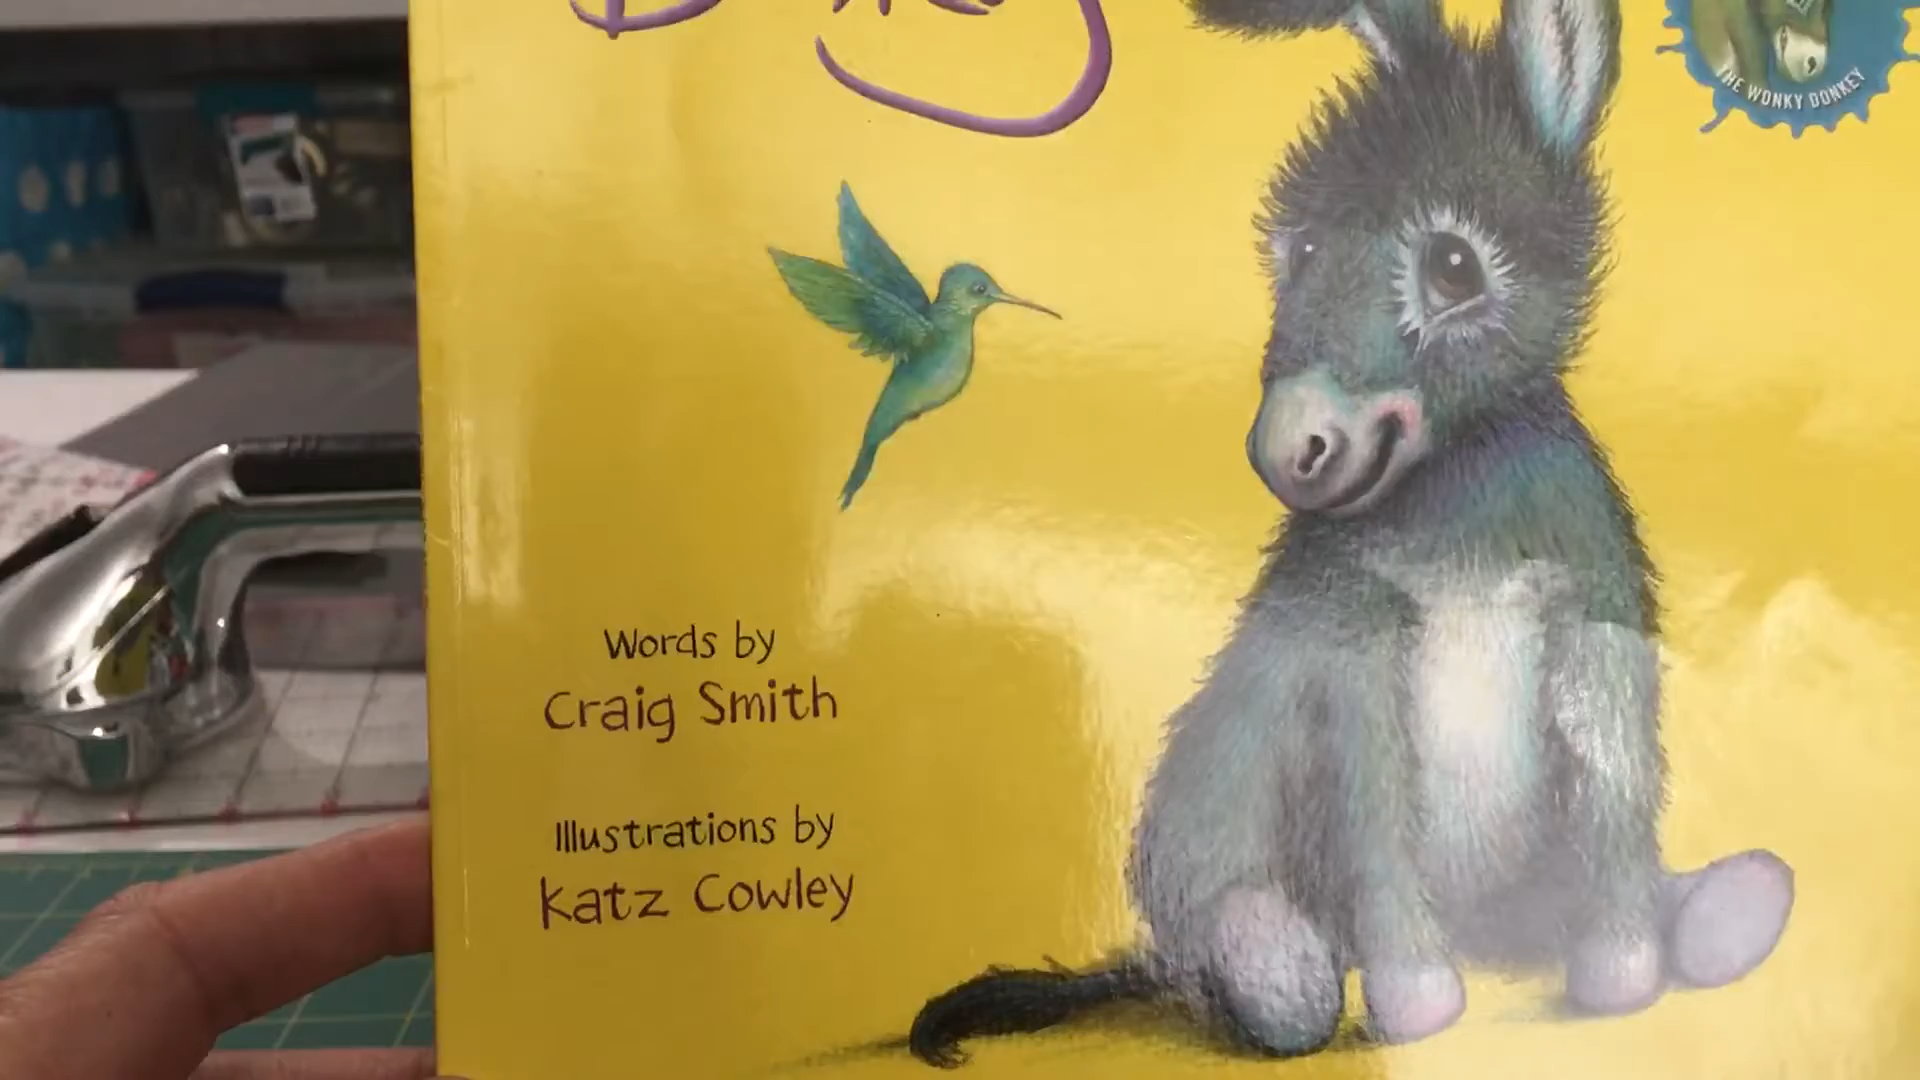 THE WONKY DONKEY
Words by
Craig Smith
Illustrations by
Katz Cowley